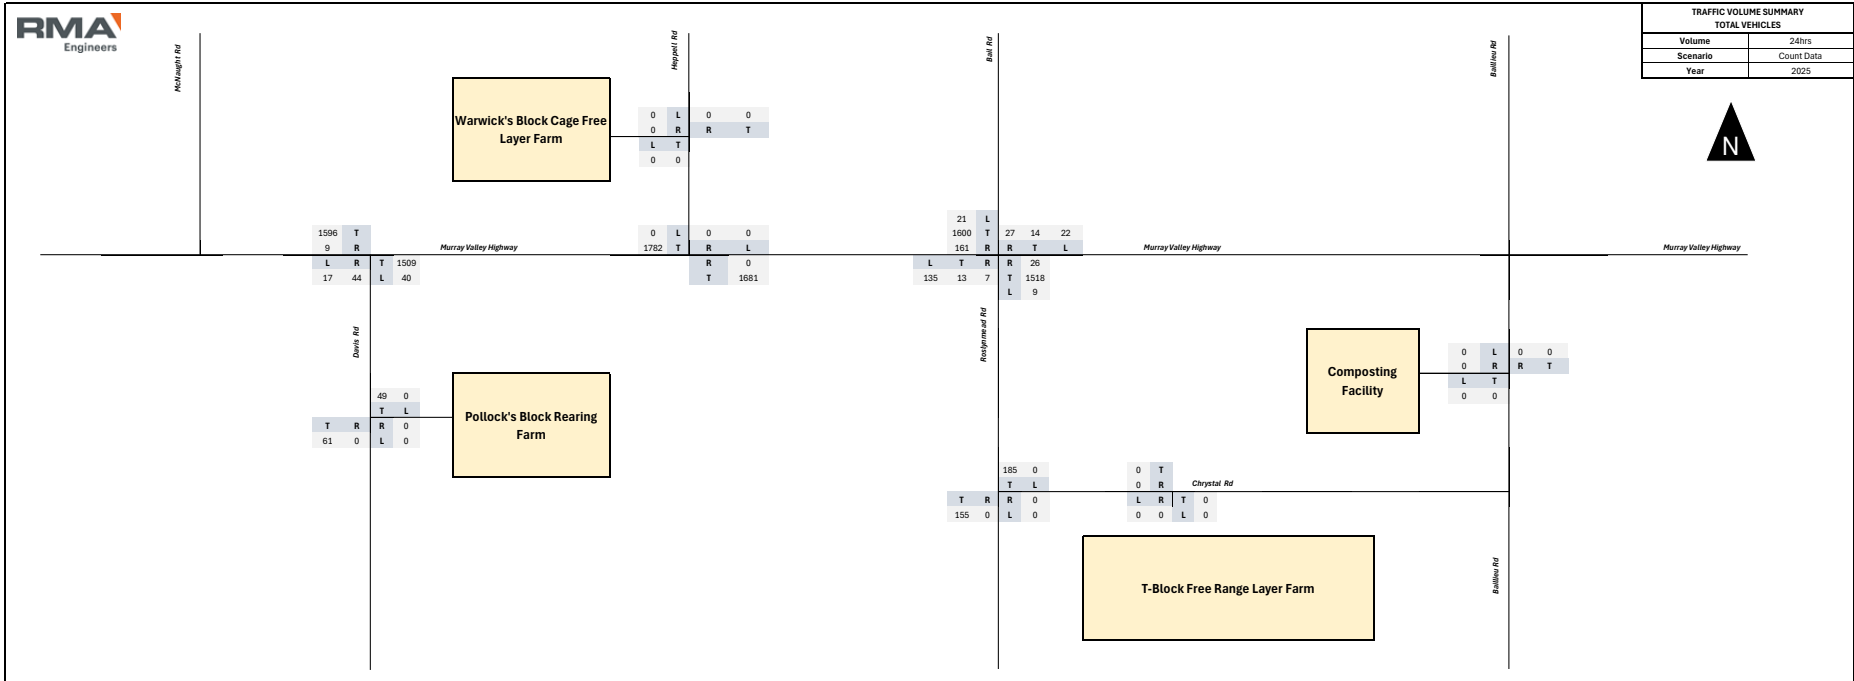 RMA
Engineers
TRAFFIC VOLUME SUMMARY
TOTAL VEHICLES
Volume 24hrs
Scenario Count Data
Year 2025
N
McNaught Rd
Heppell Rd
Ball Rd
Baillieu Rd
Warwick's Block Cage Free
Layer Farm
0 L 0 0
0 R R T
L T
0 0
1596 T
9 R
L R T 1509
17 44 L 40
Murray Valley Highway
0 L 0 0
1782 T R L
R 0
T 1681
21 L
1600 T 27 14 22
161 R R T L
L T R R 26
135 13 7 T 1518
L 9
Murray Valley Highway
Murray Valley Highway
Davis Rd
Roslynmead Rd
Composting
Facility
0 L 0 0
0 R R T
L T
0 0
49 0
T L
T R R 0
61 0 L 0
Pollock's Block Rearing
Farm
185 0
T L
T R R 0
155 0 L 0
0 T
0 R
L R T 0
0 0 L 0
Chrystal Rd
T-Block Free Range Layer Farm
Baillieu Rd